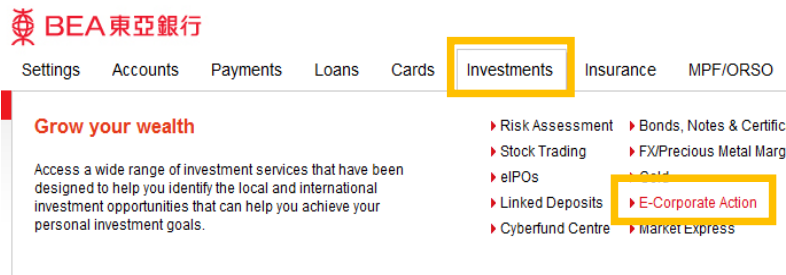 BEA東亞銀行
Settings Accounts Payments Loans Cards Investments Insurance MPF/ORSO
Grow your wealth
Access a wide range of investment services that have been
designed to help you identify the local and international
investment opportunities that can help you achieve your
personal investment goals.
Risk Assessment
Stock Trading
eIPOs
Linked Deposits
Cyberfund Centre
Bonds, Notes & Certific
FX/Precious Metal Marg
Gold
E-Corporate Action
Market Express